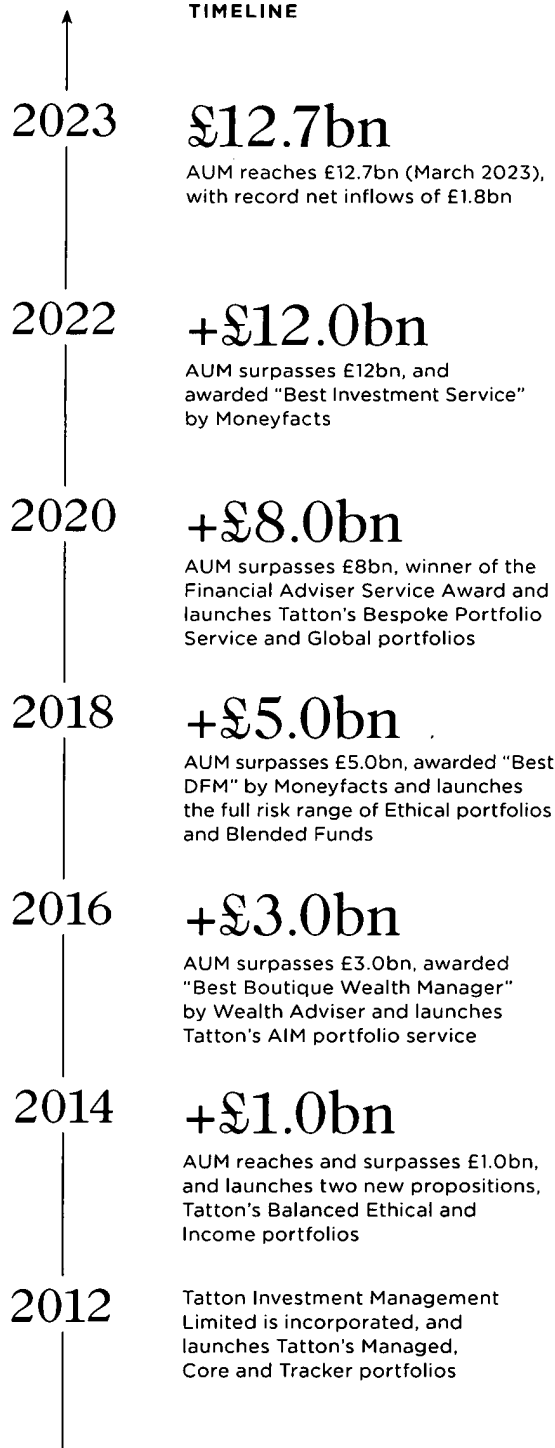 TIMELINE
2023
£12.7bn
AUM reaches £12.7bn (March 2023),
with record net inflows of £1.8bn
2022
+£12.0bn
AUM surpasses £12bn, and
awarded “Best Investment Service”
by Moneyfacts
2020
+£8.0bn
AUM surpasses £8bn, winner of the
Financial Adviser Service Award and
launches Tatton’s Bespoke Portfolio
Service and Global portfolios
2018
+£5.0bn
AUM surpasses £5.0bn, awarded “Best
DFM” by Moneyfacts and launches
the full risk range of Ethical portfolios
and Blended Funds
2016
+£3.0bn
AUM surpasses £3.0bn, awarded
“Best Boutique Wealth Manager”
by Wealth Adviser and launches
Tatton’s AIM portfolio service
2014
+£1.0bn
AUM reaches and surpasses £1.0bn,
and launches two new propositions,
Tatton’s Balanced Ethical and
Income portfolios
2012
Tatton Investment Management
Limited is incorporated, and
launches Tatton’s Managed,
Core and Tracker portfolios